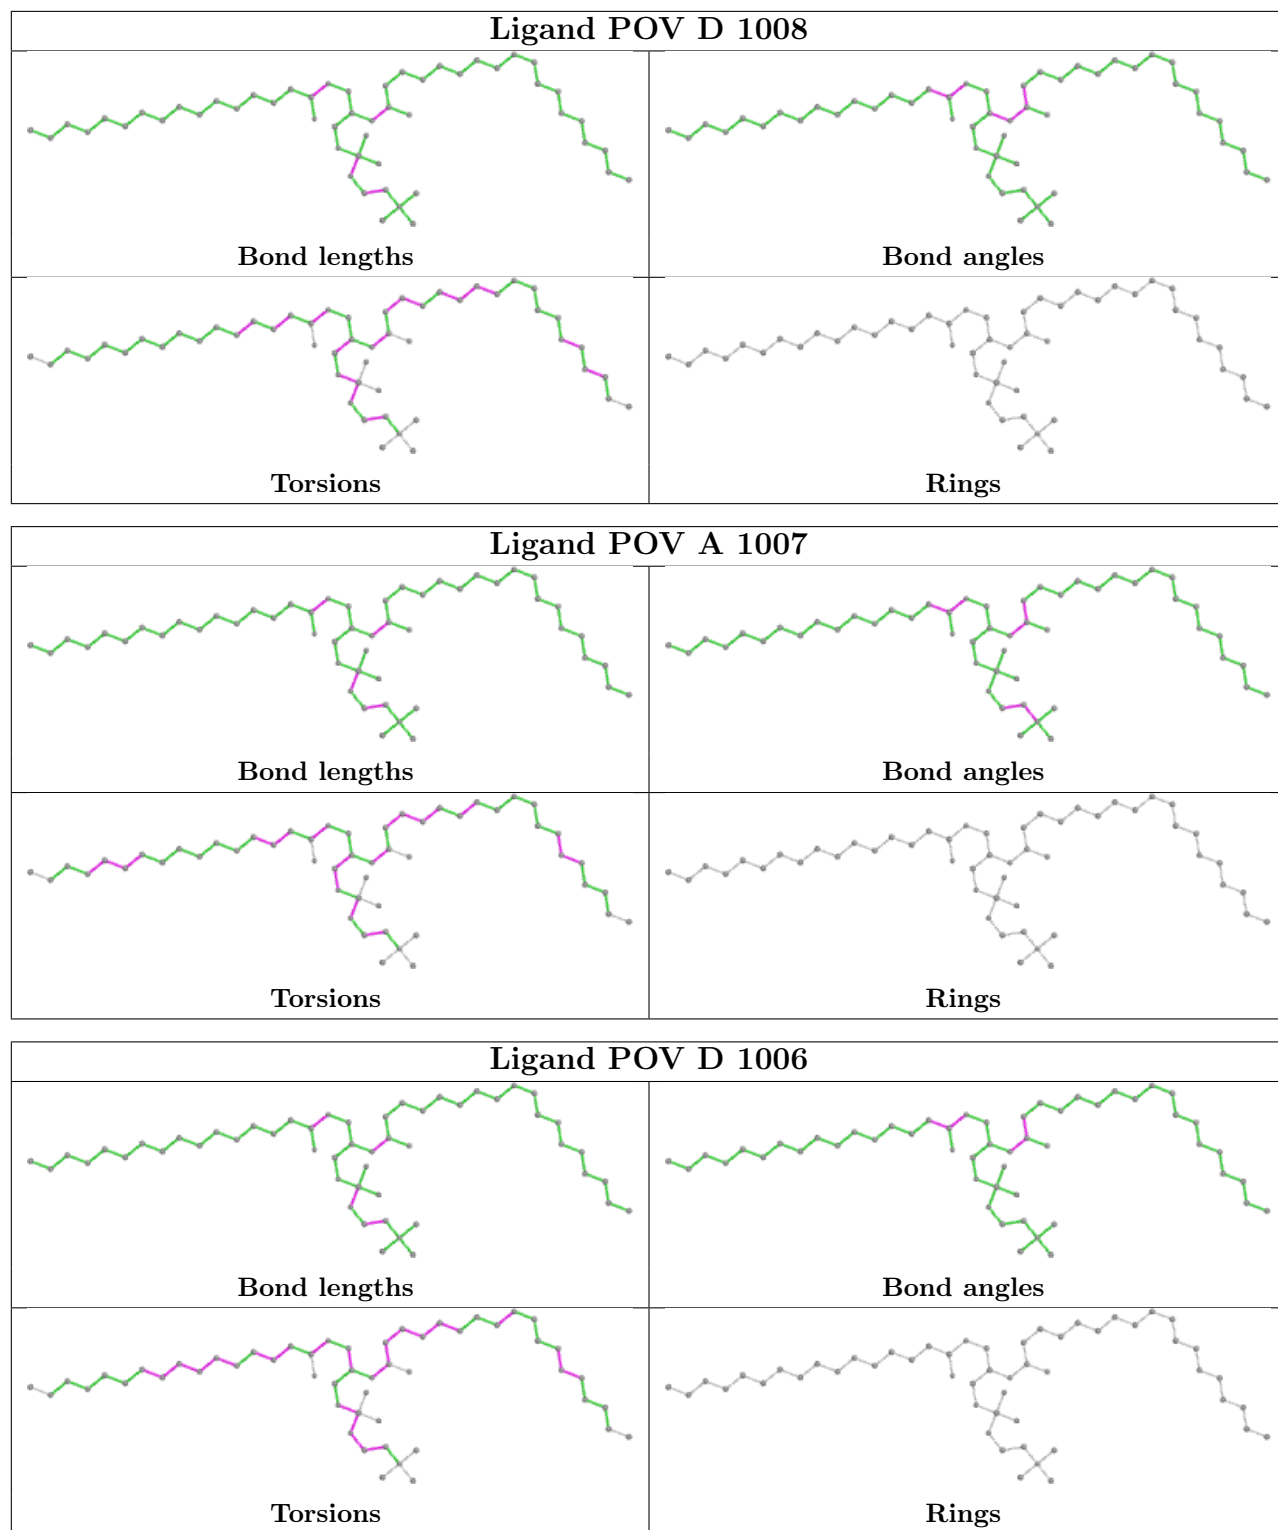 Ligand POV D 1008
Bond lengths
Bond angles
Torsions
Rings
Ligand POV A 1007
Bond lengths
Bond angles
Torsions
Rings
Ligand POV D 1006
Bond lengths
Bond angles
Torsions
Rings